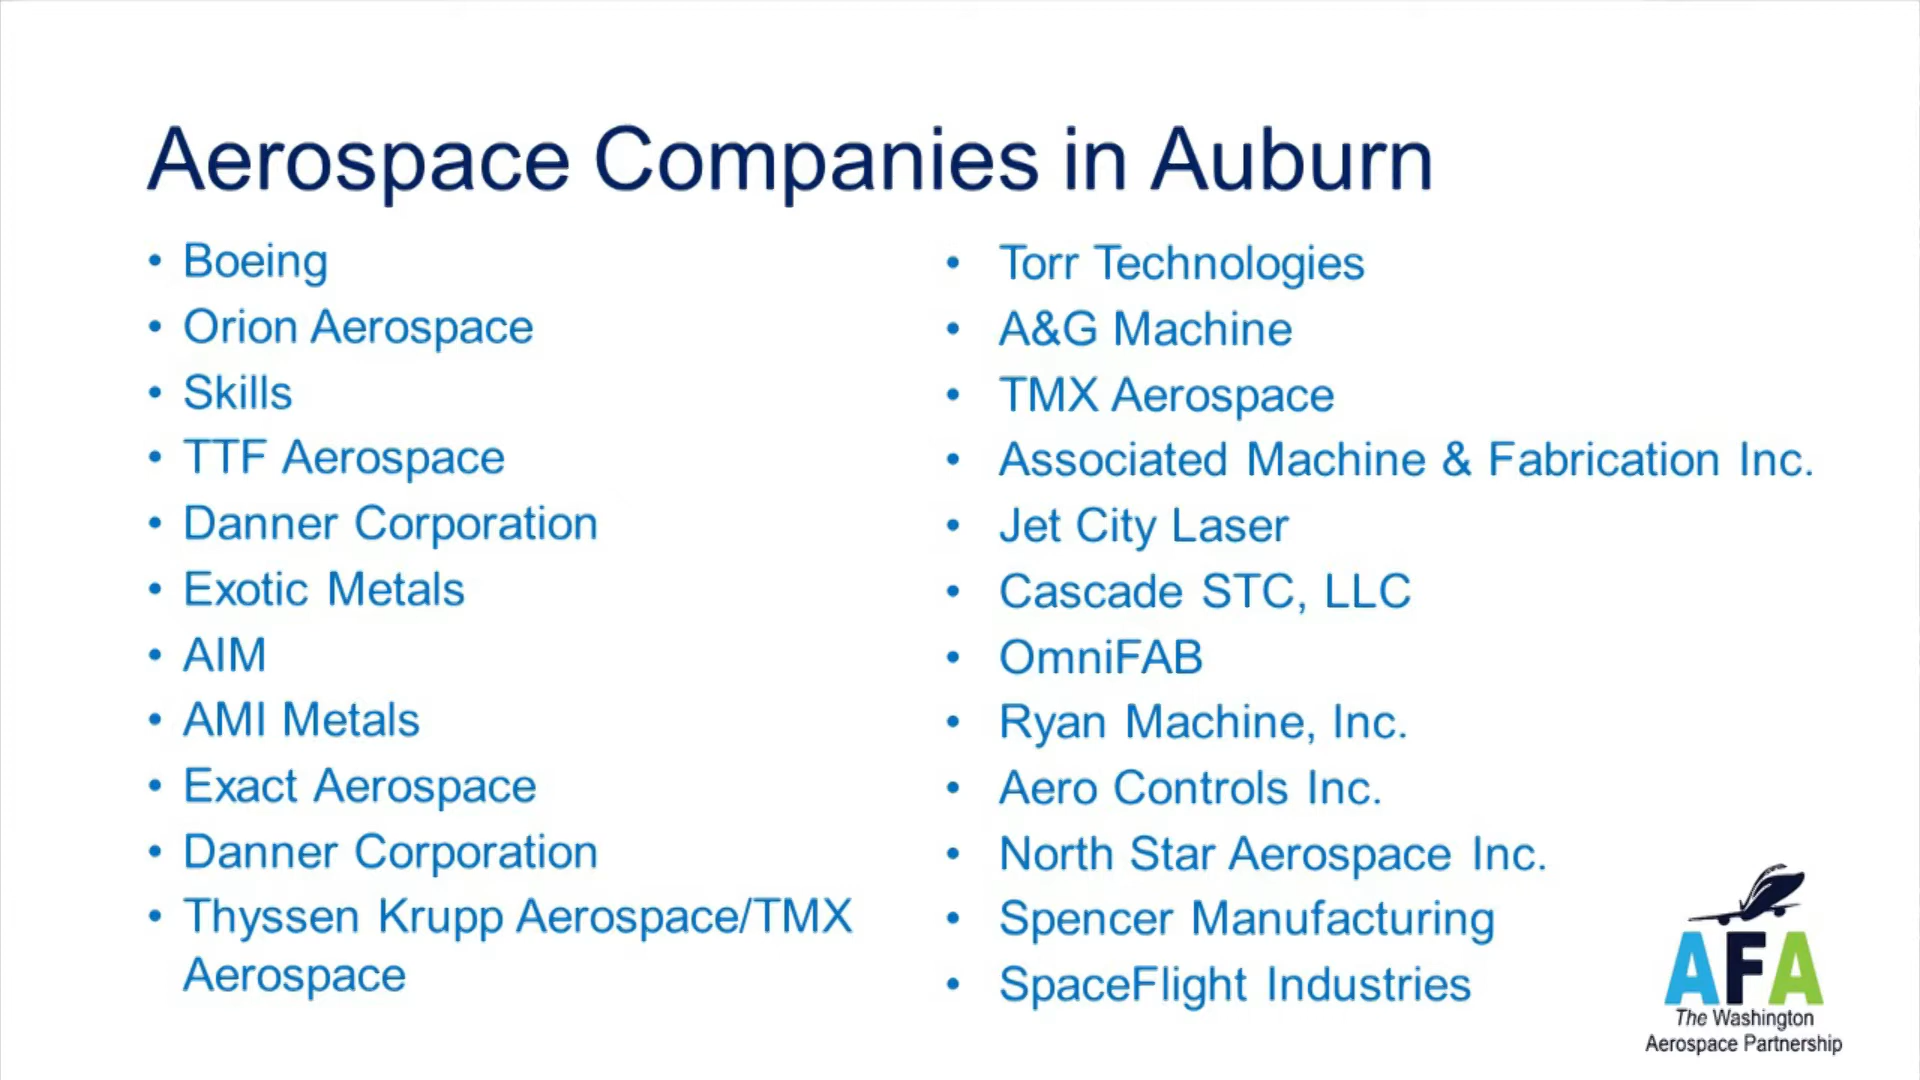 Aerospace Companies in Auburn
• Boeing
• Orion Aerospace
• Skills
• TTF Aerospace
• Danner Corporation
• Exotic Metals
• AIM
• AMI Metals
• Exact Aerospace
• Danner Corporation
• Thyssen Krupp Aerospace/TMX
Aerospace
• Torr Technologies
• A&G Machine
• TMX Aerospace
• Associated Machine & Fabrication Inc.
• Jet City Laser
• Cascade STC, LLC
• OmniFAB
• Ryan Machine, Inc.
• Aero Controls Inc.
• North Star Aerospace Inc.
• Spencer Manufacturing
• SpaceFlight Industries
AFA
The Washington
Aerospace Partnership